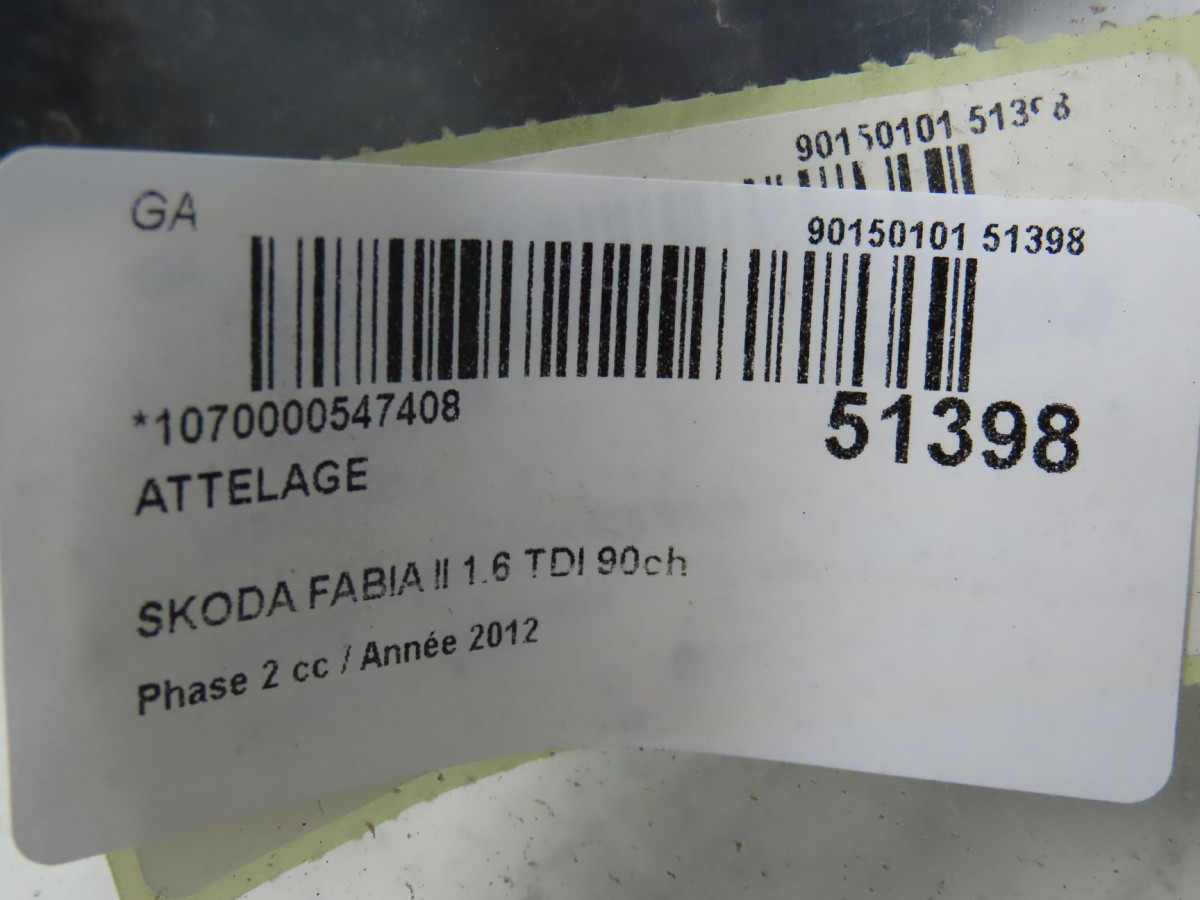 90150101 51398
GA
90150101 51398
*1070000547408
51398
ATTELAGE
SKODA FABIA II 1.6 TDI 90ch
Phase 2 cc / Année 2012